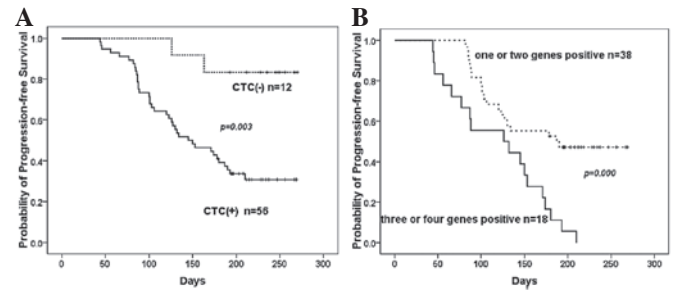 A
Probability of Progression-free Survival
1.0
0.8
0.6
0.4
0.2
0.0
CTC(-) n=12
p=0.003
CTC(+) n=56
0 50 100 150 200 250 300
Days
B
Probability of Progression-free Survival
1.0
0.8
0.6
0.4
0.2
0.0
one or two genes positive n=38
p=0.000
three or four genes positive n=18
0 50 100 150 200 250 300
Days